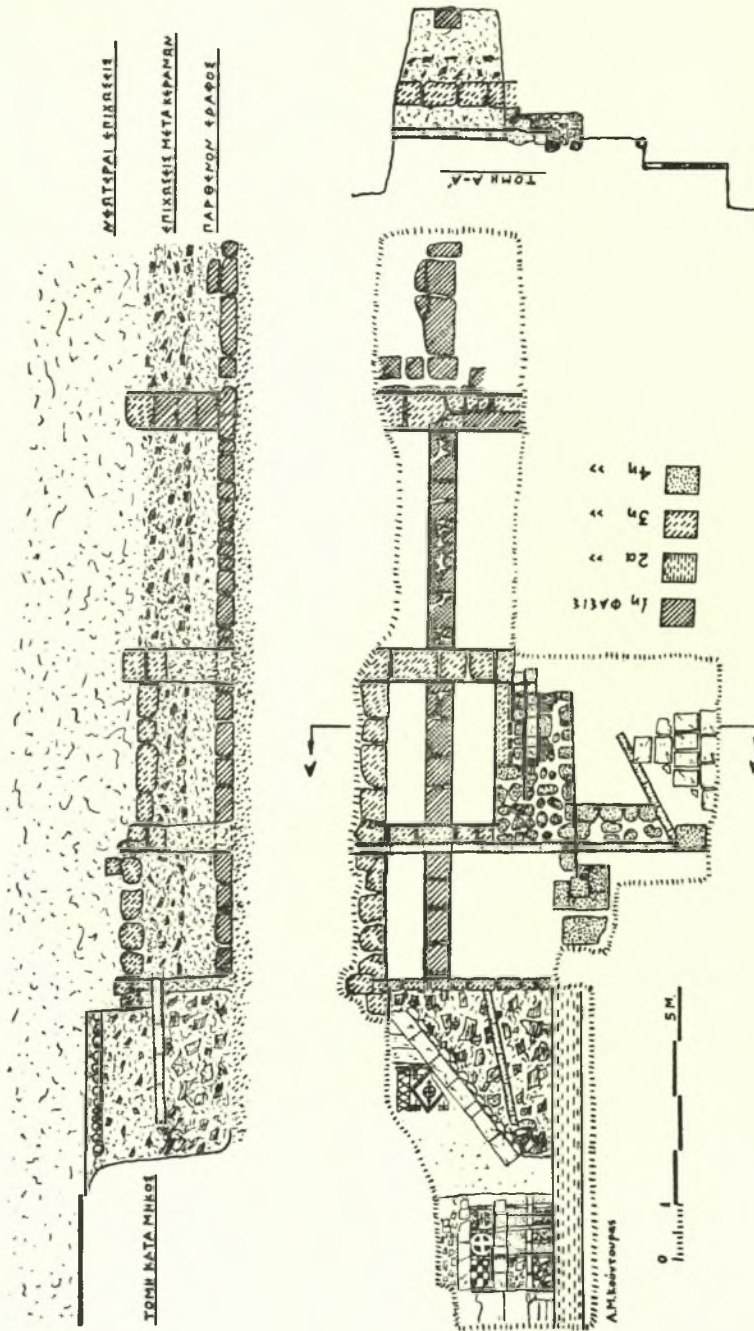 ΝΕΩΤΕΡΑΙ ΕΠΙΧΩΣΕΙΣ
ΕΠΙΧΩΣΕΙΣ ΜΕΤΑ ΚΕΡΑΜΩΝ
ΠΑΡΘΕΝΟΝ ΕΔΑΦΟΣ
ΤΟΜΗ ΚΑΤΑ ΜΗΚΟΣ
ΤΟΜΗ Α-Α'
1η ΦΑΣΙΣ
2α »
3η »
4η »
0 1 5 Μ.
Α.Μ.Κούντουρας